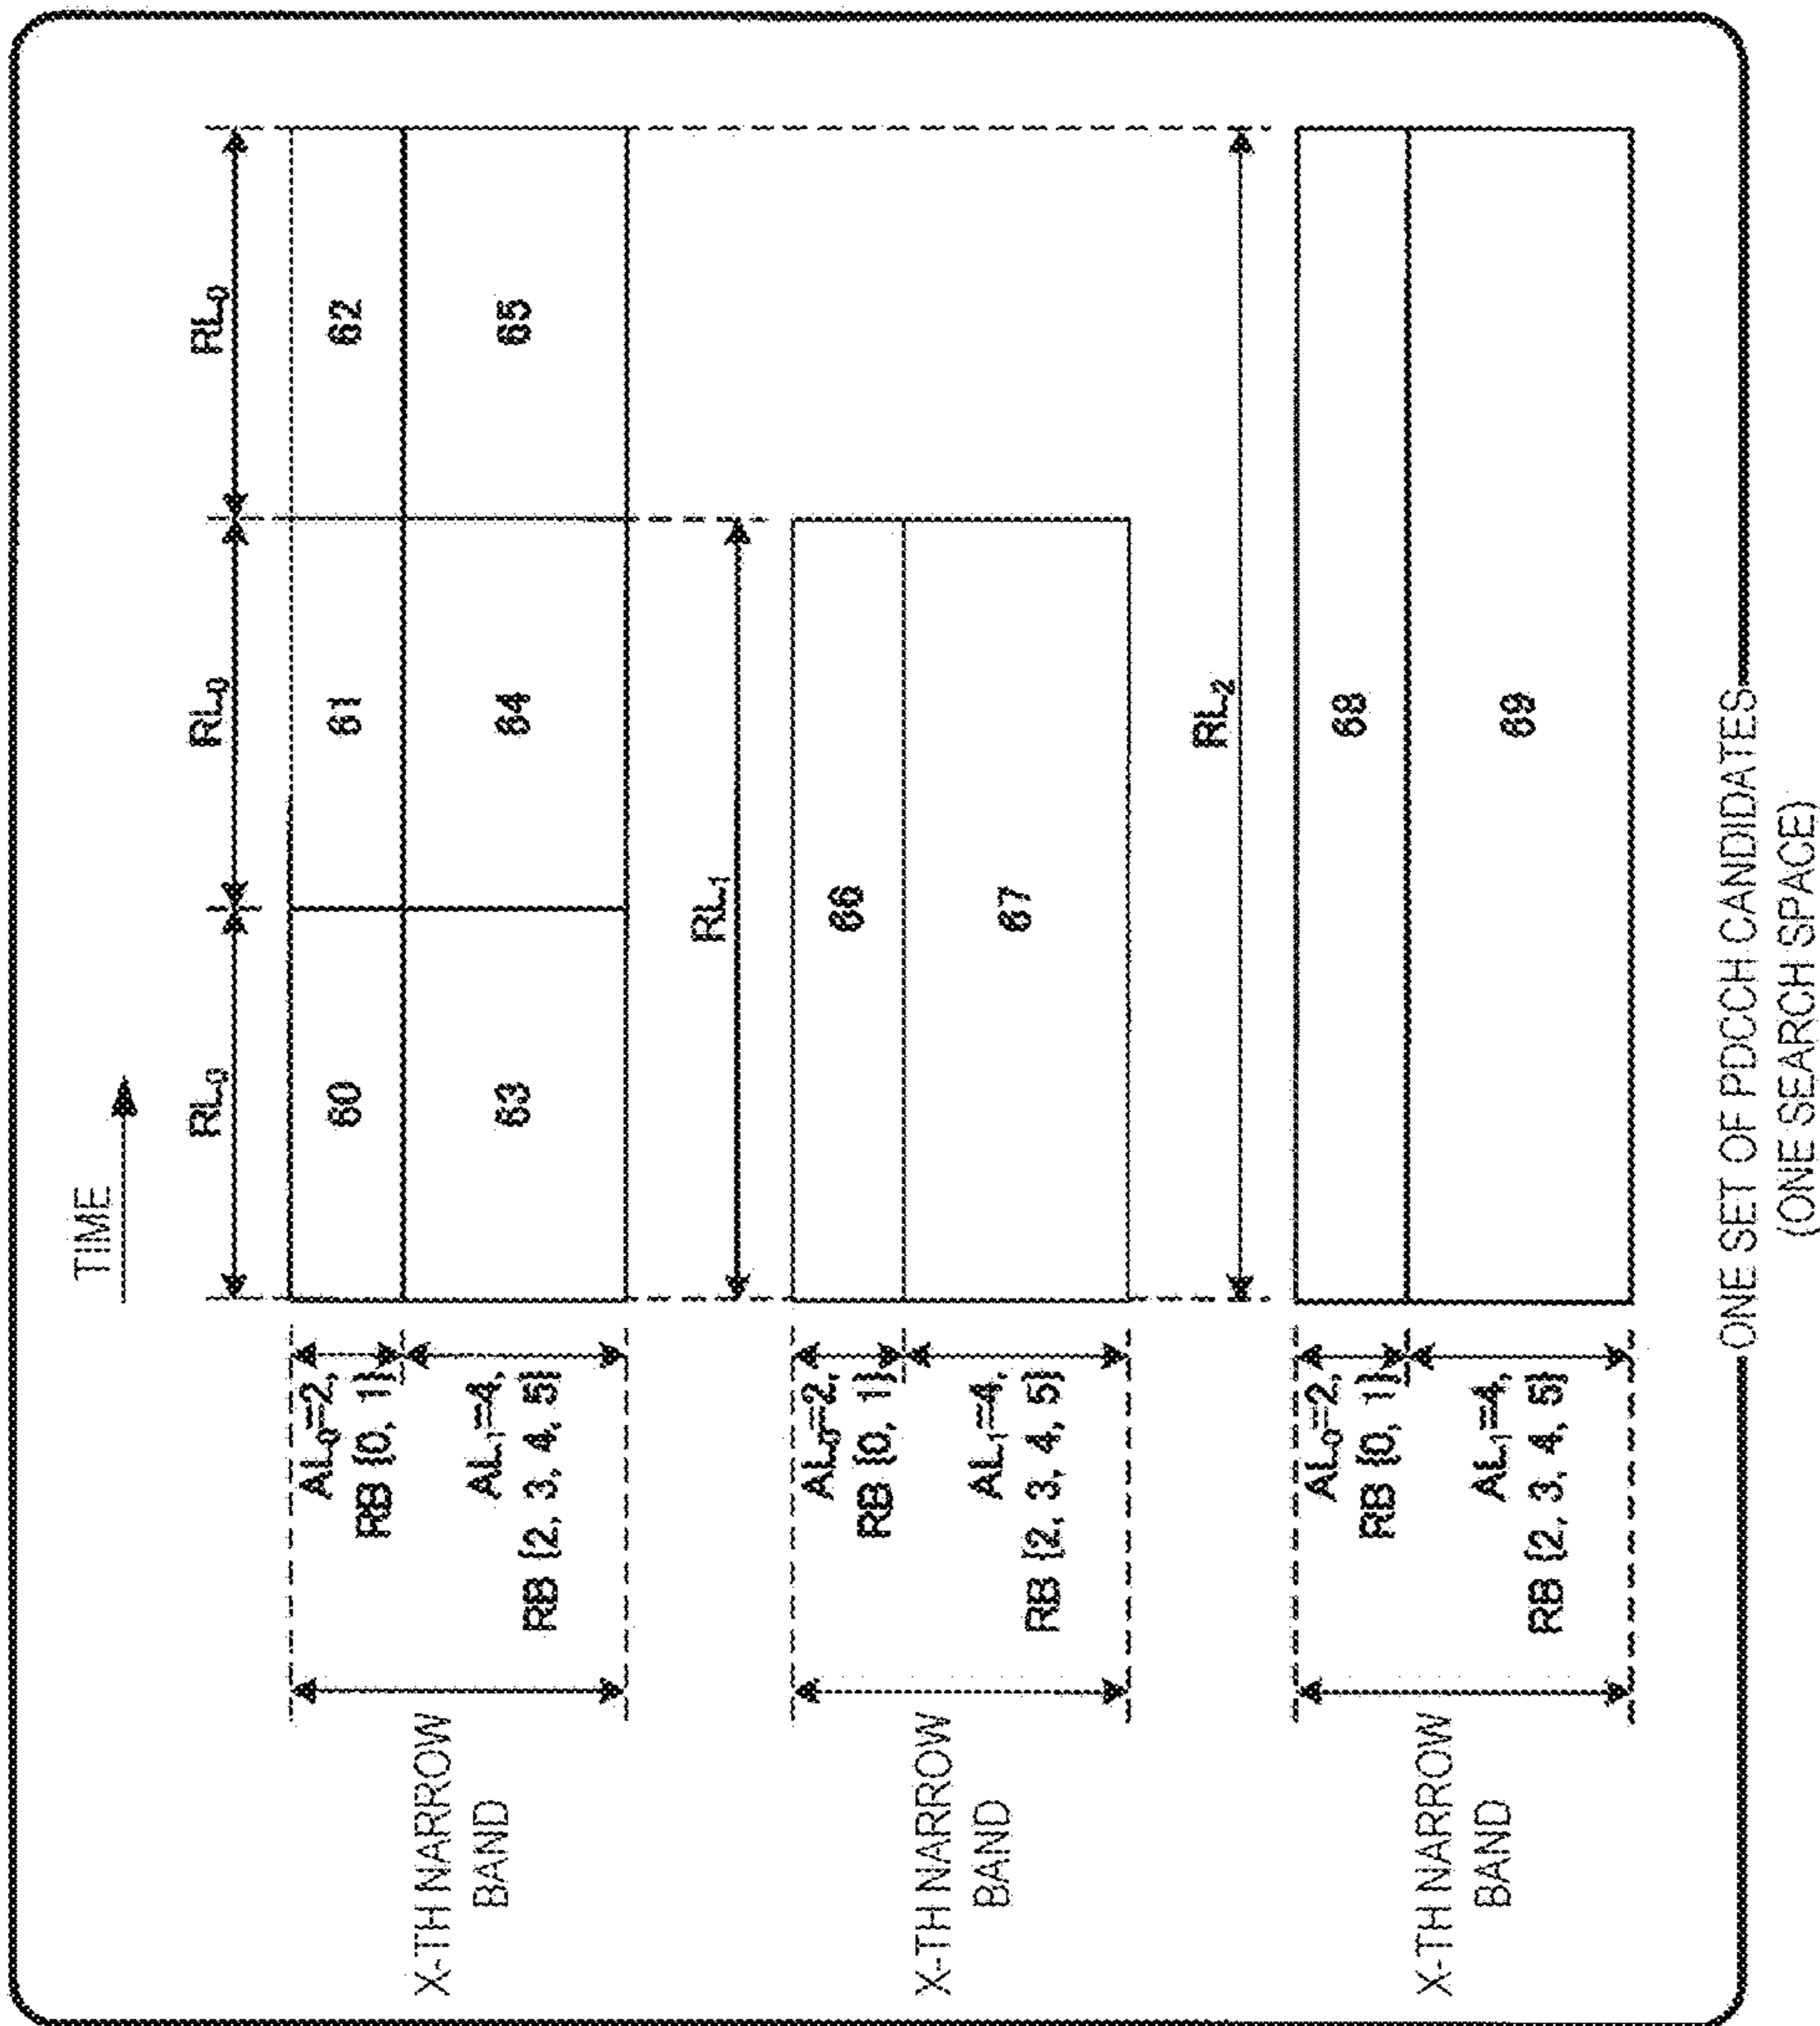 TIME
RL0 RL0 RL0
X-TH NARROW
BAND
AL0=2,
RB {0, 1}
AL1=4,
RB {2, 3, 4, 5}
60 61 62
63 64 65
RL1
X-TH NARROW
BAND
AL0=2,
RB {0, 1}
AL1=4,
RB {2, 3, 4, 5}
66
67
RL2
X-TH NARROW
BAND
AL0=2,
RB {0, 1}
AL1=4,
RB {2, 3, 4, 5}
68
69
ONE SET OF PDCCH CANDIDATES
(ONE SEARCH SPACE)